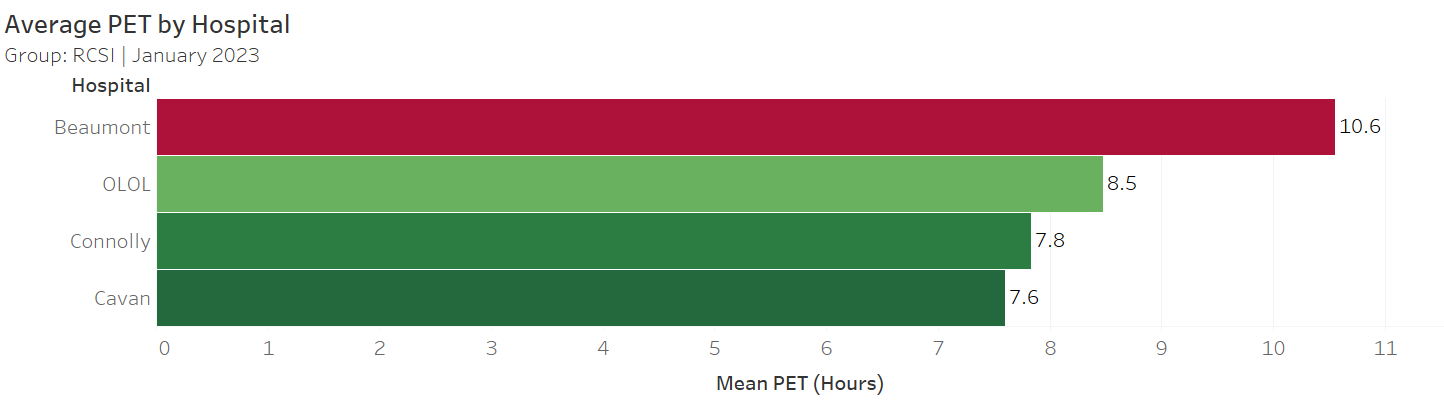 Average PET by Hospital
Group: RCSI | January 2023
Hospital
Beaumont 10.6
OLOL 8.5
Connolly 7.8
Cavan 7.6
0 1 2 3 4 5 6 7 8 9 10 11
Mean PET (Hours)